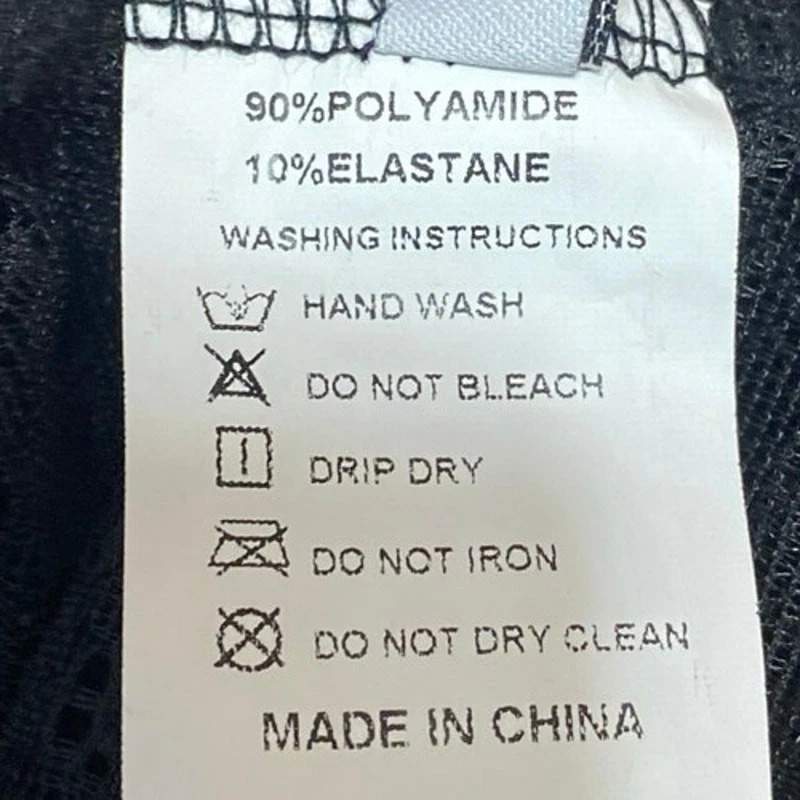 90%POLYAMIDE
10%ELASTANE
WASHING INSTRUCTIONS
HAND WASH
DO NOT BLEACH
DRIP DRY
DO NOT IRON
DO NOT DRY CLEAN
MADE IN CHINA